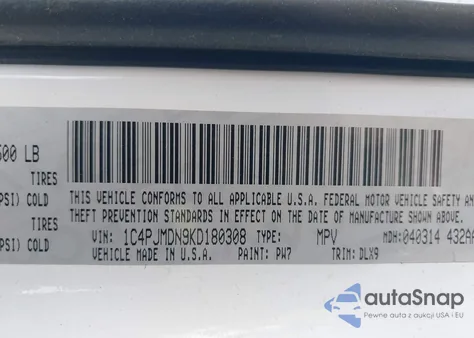 500 LB
TIRES
PSI) COLD
THIS VEHICLE CONFORMS TO ALL APPLICABLE U.S.A. FEDERAL MOTOR VEHICLE SAFETY AN
THEFT PREVENTION STANDARDS IN EFFECT ON THE DATE OF MANUFACTURE SHOWN ABOVE.
TIRES
VIN: 1C4PJMDN9KD180308 TYPE: MPV MDH:040314 432AA
PSI) COLD
VEHICLE MADE IN U.S.A. PAINT: PW7 TRIM: DLX9
autoSnap
Pewne auta z dostawą z USA i EU